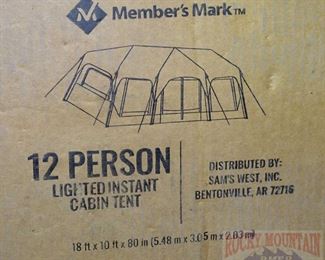 Member's Mark™
12 PERSON
LIGHTED INSTANT
CABIN TENT
DISTRIBUTED BY:
SAM'S WEST, INC.
BENTONVILLE, AR 72716
18 ft x 10 ft x 80 in (5.48 m x 3.05 m x 2.03 m)
ROCKY MOUNTAIN